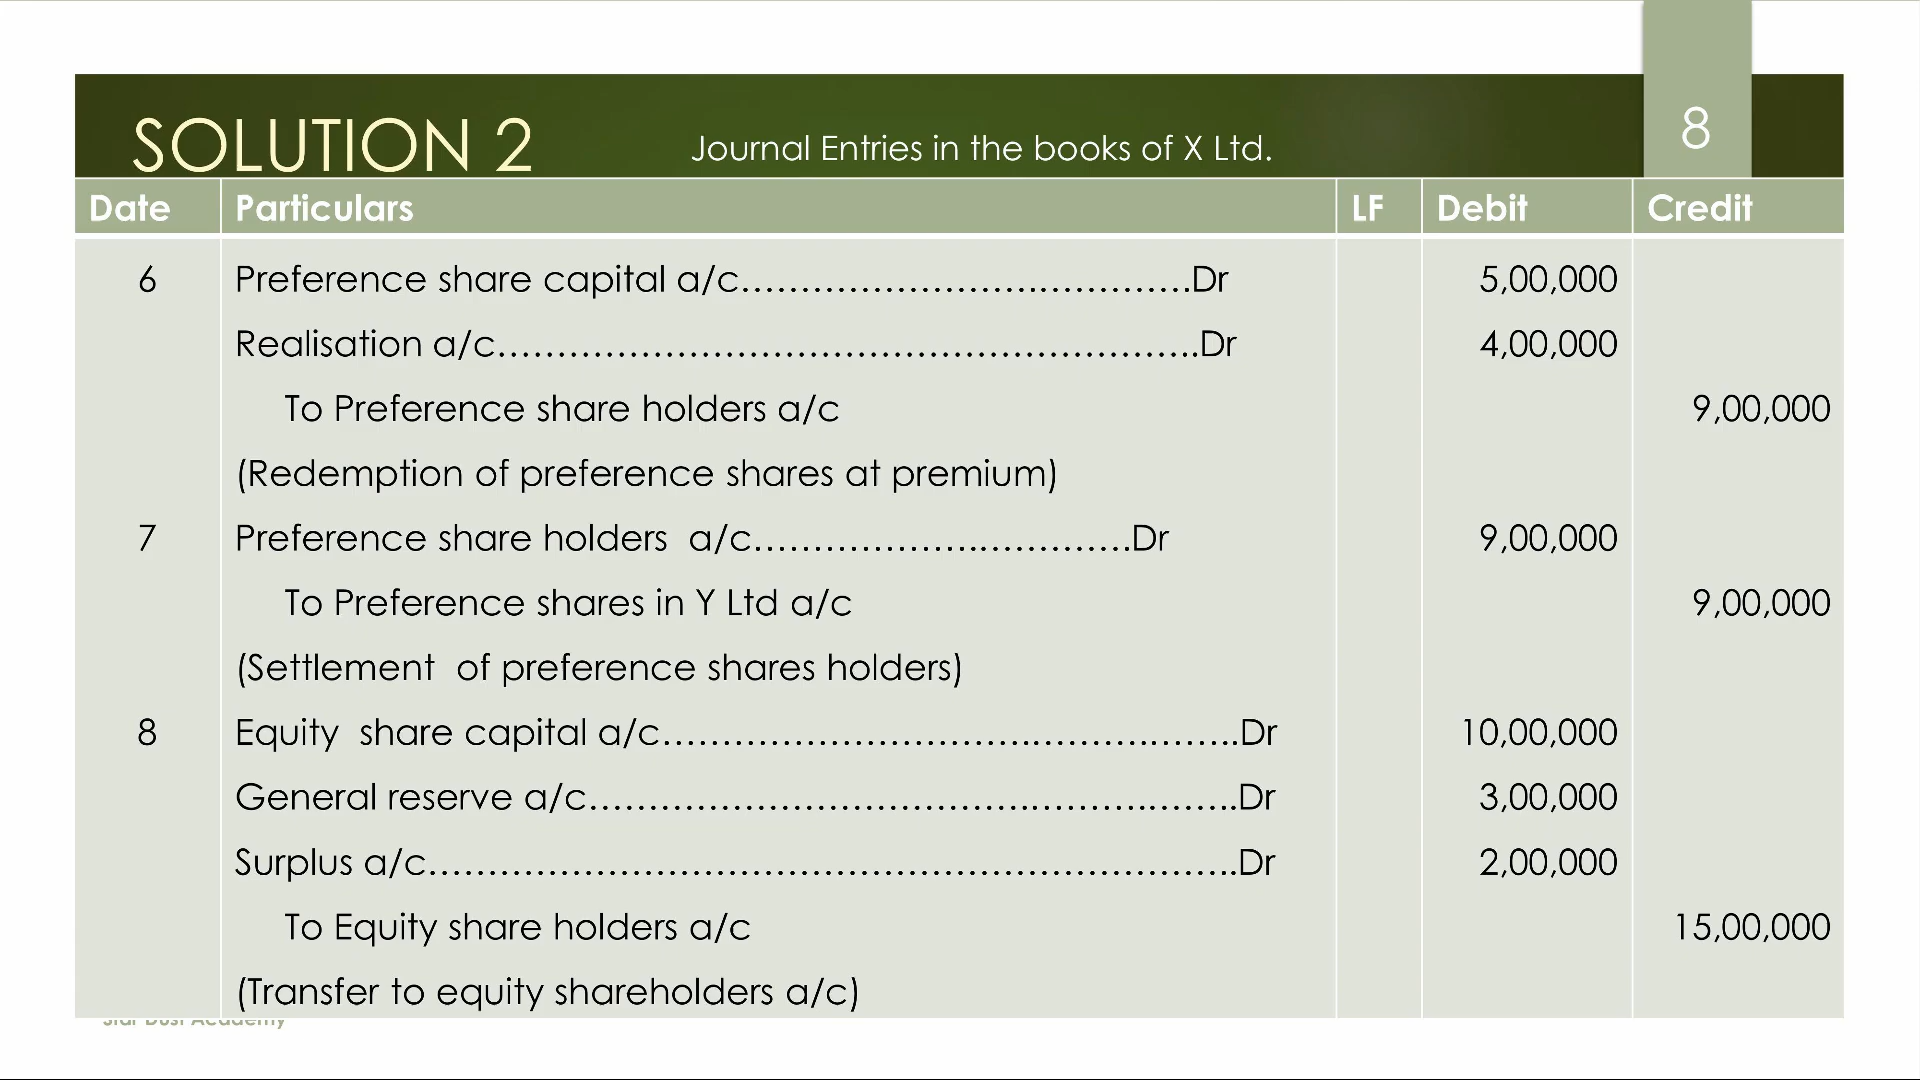 8
SOLUTION 2
Journal Entries in the books of X Ltd.
Date Particulars LF Debit Credit
6 Preference share capital a/c…………………….………….Dr 5,00,000
Realisation a/c………………………………………………….Dr 4,00,000
To Preference share holders a/c 9,00,000
(Redemption of preference shares at premium)
7 Preference share holders a/c………………..………….Dr 9,00,000
To Preference shares in Y Ltd a/c 9,00,000
(Settlement of preference shares holders)
8 Equity share capital a/c…………………………..……….……..Dr 10,00,000
General reserve a/c……………………………….……….……..Dr 3,00,000
Surplus a/c…………………………………………………………..Dr 2,00,000
To Equity share holders a/c 15,00,000
(Transfer to equity shareholders a/c)
Star Dust Academy